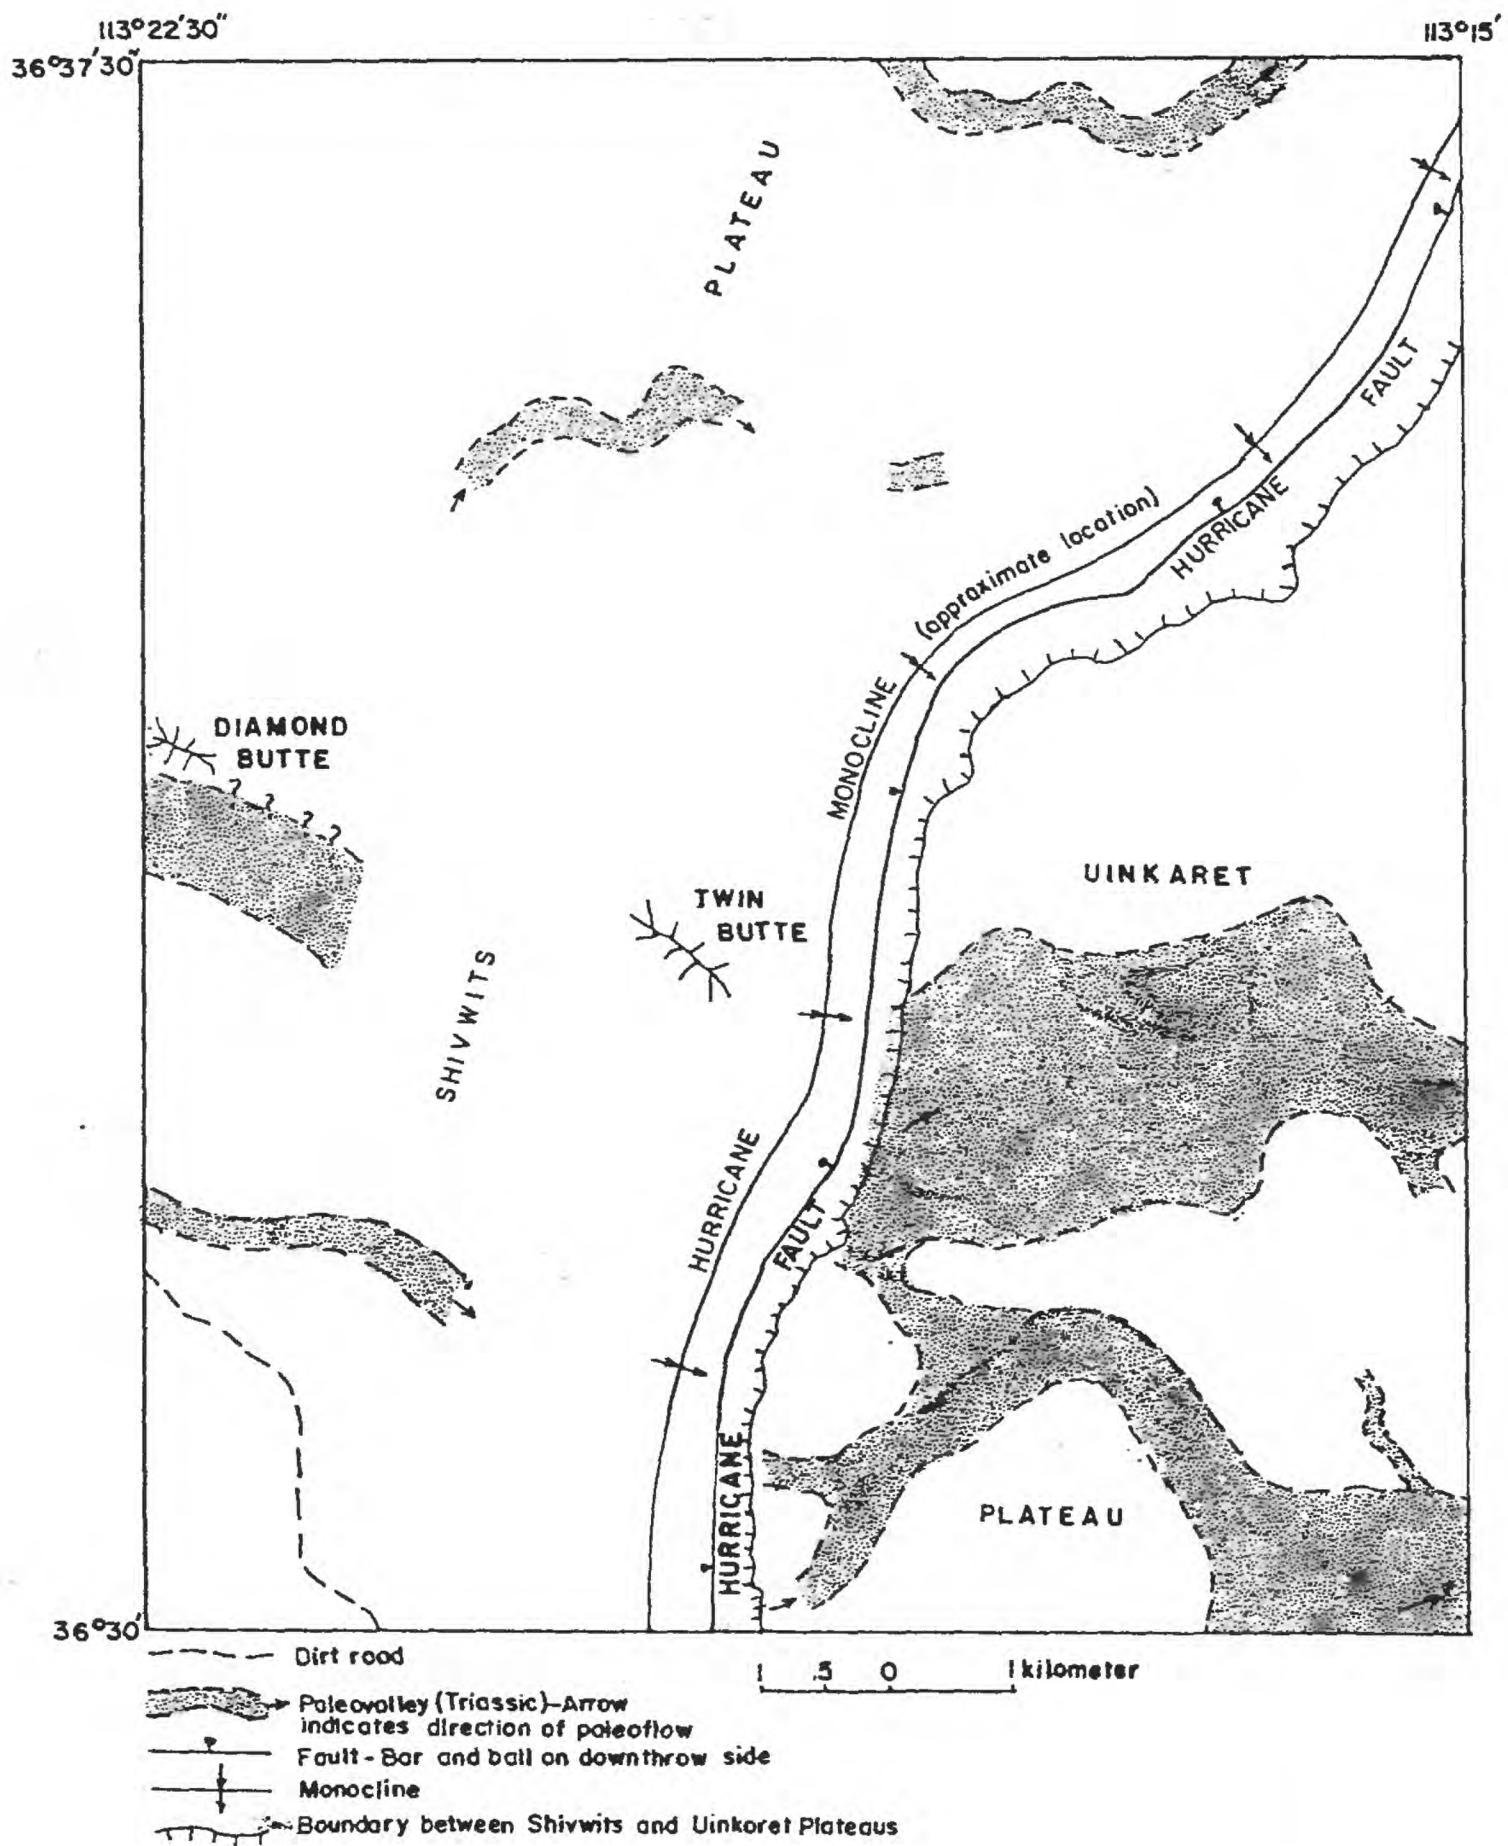 113°22'30"
113°15'
36°37'30"
PLATEAU
FAULT
HURRICANE
(approximate location)
MONOCLINE
DIAMOND
BUTTE
? ? ? ?
UINKARET
TWIN
BUTTE
SHIVWITS
HURRICANE
FAULT
HURRICANE
PLATEAU
36°30'
Dirt road
1 .5 0 1 kilometer
Paleovalley (Triassic)-Arrow
indicates direction of paleoflow
Fault - Bar and ball on downthrow side
Monocline
Boundary between Shivwits and Uinkaret Plateaus